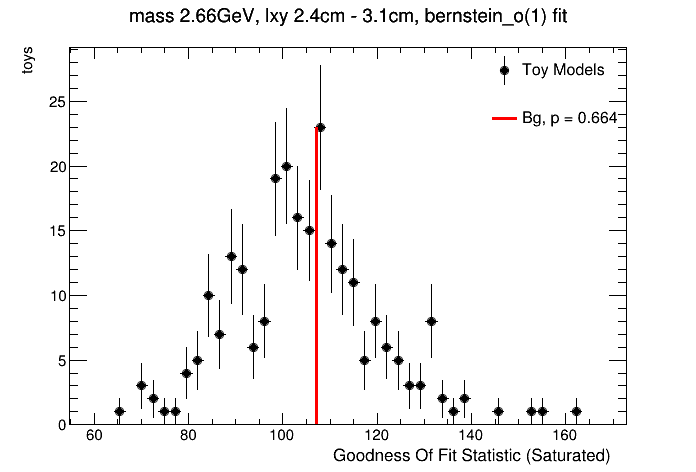 mass 2.66GeV, lxy 2.4cm - 3.1cm, bernstein_o(1) fit
toys
Toy Models
Bg, p = 0.664
25
20
15
10
5
0
60 80 100 120 140 160
Goodness Of Fit Statistic (Saturated)